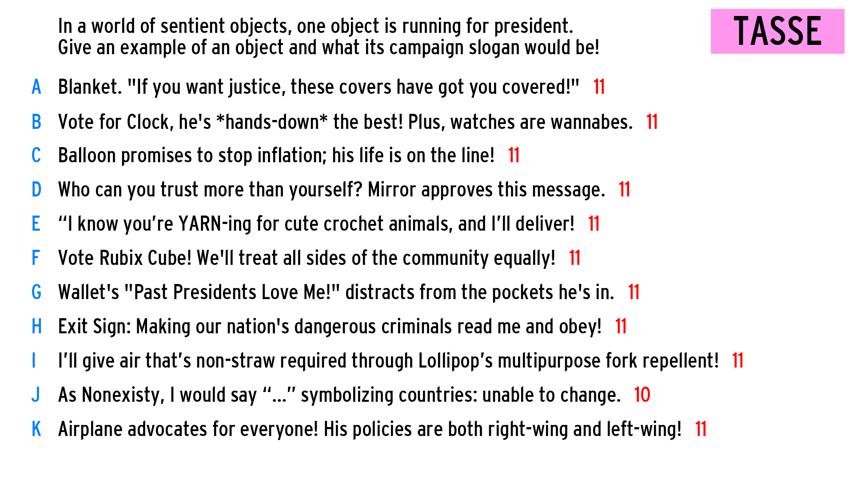 In a world of sentient objects, one object is running for president.
Give an example of an object and what its campaign slogan would be!
TASSE
A Blanket. "If you want justice, these covers have got you covered!" 11
B Vote for Clock, he's *hands-down* the best! Plus, watches are wannabes. 11
C Balloon promises to stop inflation; his life is on the line! 11
D Who can you trust more than yourself? Mirror approves this message. 11
E “I know you’re YARN-ing for cute crochet animals, and I’ll deliver! 11
F Vote Rubix Cube! We'll treat all sides of the community equally! 11
G Wallet's "Past Presidents Love Me!" distracts from the pockets he's in. 11
H Exit Sign: Making our nation's dangerous criminals read me and obey! 11
I I’ll give air that’s non-straw required through Lollipop’s multipurpose fork repellent! 11
J As Nonexisty, I would say “...” symbolizing countries: unable to change. 10
K Airplane advocates for everyone! His policies are both right-wing and left-wing! 11